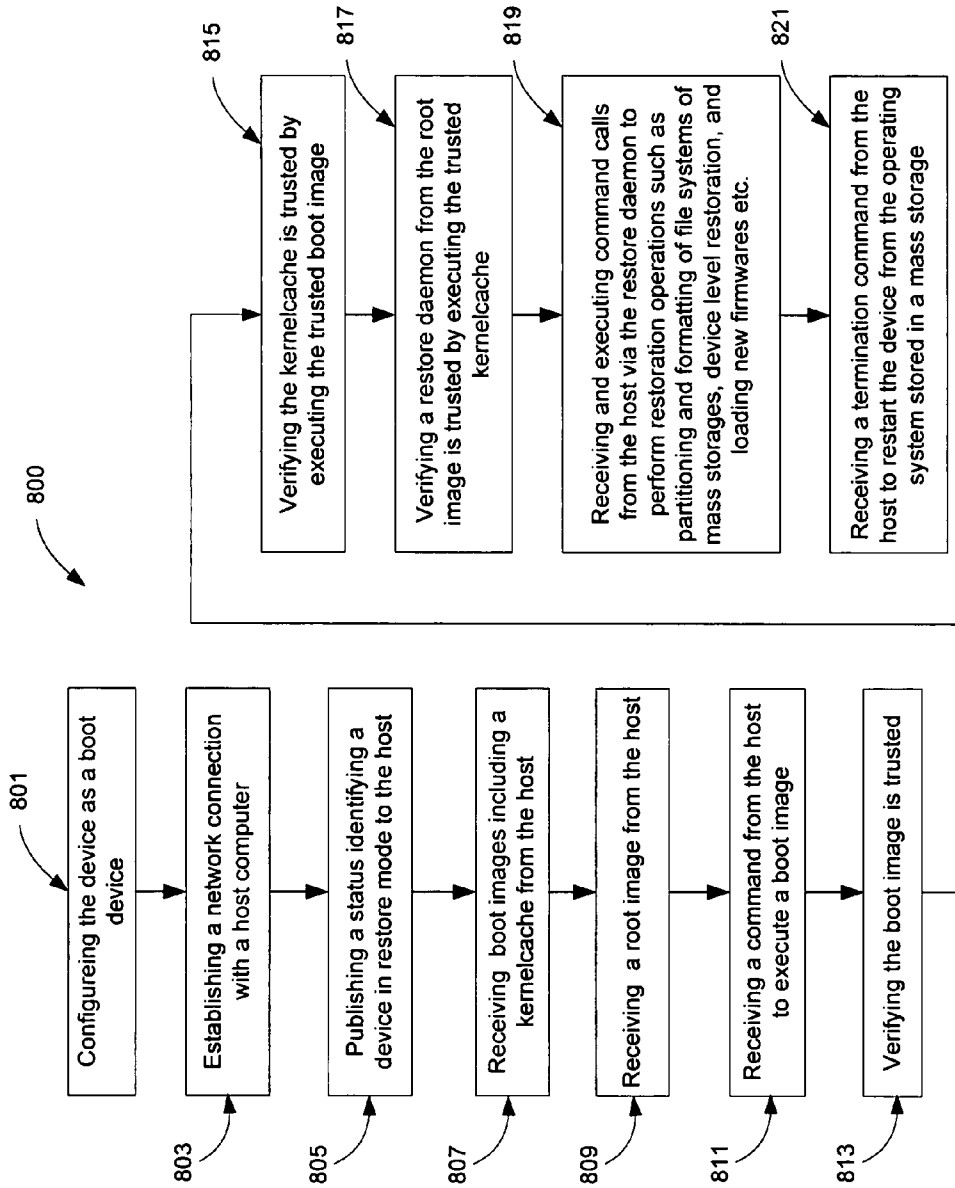 800
801
Configureing the device as a boot
device
803
Establishing a network connection
with a host computer
805
Publishing a status identifying a
device in restore mode to the host
807
Receiving boot images including a
kernelcache from the host
809
Receiving a root image from the host
811
Receiving a command from the host
to execute a boot image
813
Verifying the boot image is trusted
815
Verifying the kernelcache is trusted by
executing the trusted boot image
817
Verifying a restore daemon from the root
image is trusted by executing the trusted
kernelcache
819
Receiving and executing command calls
from the host via the restore daemon to
perform restoration operations such as
partitioning and formatting of file systems of
mass storages, device level restoration, and
loading new firmwares etc.
821
Receiving a termination command from the
host to restart the device from the operating
system stored in a mass storage